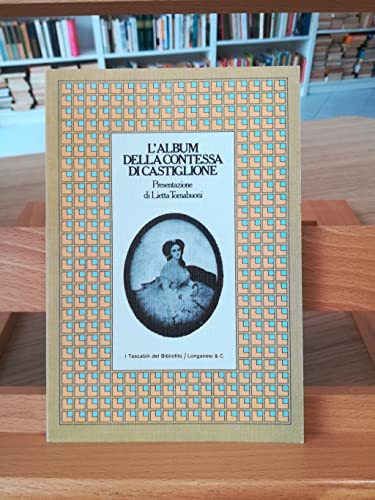 L'ALBUM
DELLA CONTESSA
DI CASTIGLIONE
Presentazione
di Lietta Tornabuoni
I Tascabili del Bibliofilo / Longanesi & C.